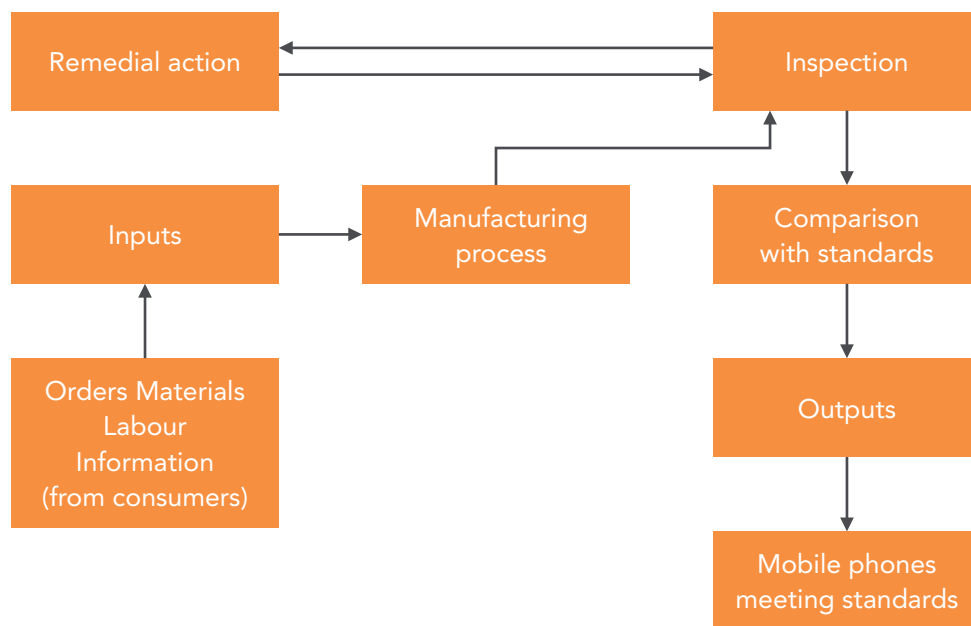 Remedial action
Inspection
Inputs
Manufacturing
process
Comparison
with standards
Orders Materials
Labour
Information
(from consumers)
Outputs
Mobile phones
meeting standards